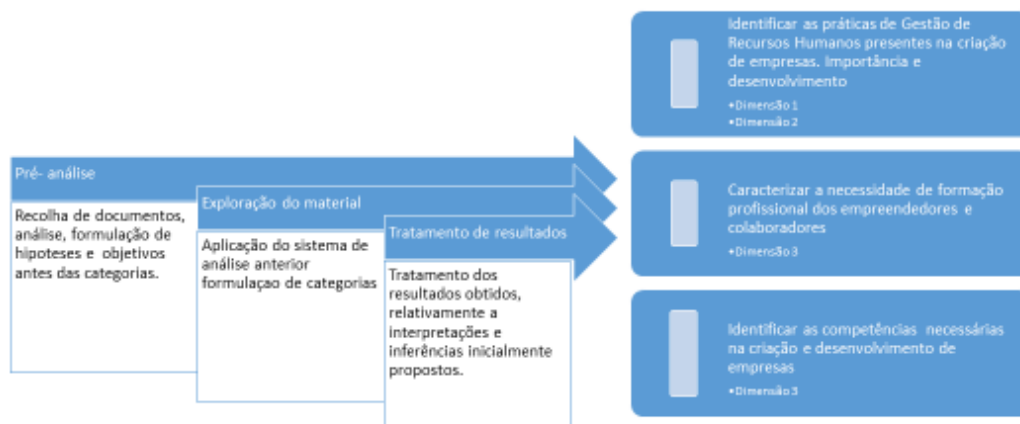 Pré- análise
Recolha de documentos,
análise, formulação de
hipoteses e objetivos
antes das categorias.
Exploração do material
Aplicação do sistema de
análise anterior
formulaçao de categorias
Tratamento de resultados
Tratamento dos
resultados obtidos,
relativamente a
interpretações e
inferências inicialmente
propostos.
Identificar as práticas de Gestão de
Recursos Humanos presentes na criação
de empresas. Importância e
desenvolvimento
•Dimensão 1
•Dimensão 2
Caracterizar a necessidade de formação
profissional dos empreendedores e
colaboradores
•Dimensão 3
Identificar as competências necessárias
na criação e desenvolvimento de
empresas
•Dimensão 3